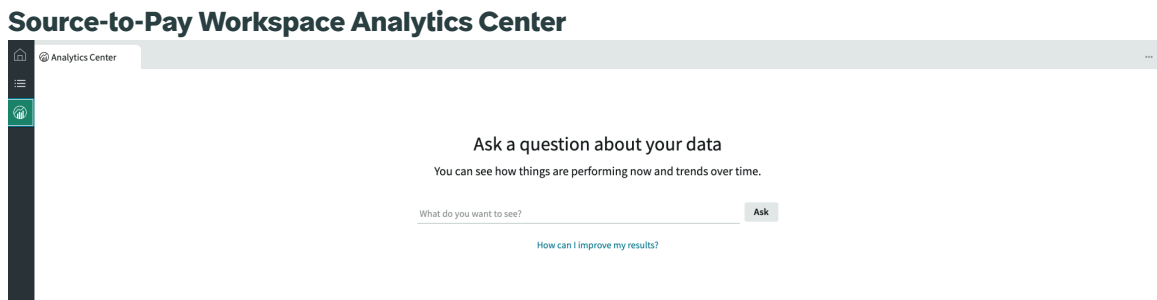 Source-to-Pay Workspace Analytics Center
Analytics Center
...
Ask a question about your data
You can see how things are performing now and trends over time.
What do you want to see?
Ask
How can I improve my results?